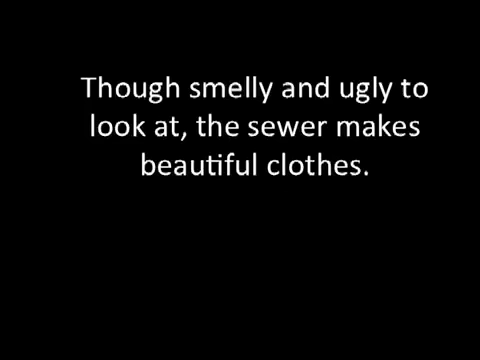 Though smelly and ugly to
look at, the sewer makes
beautiful clothes.